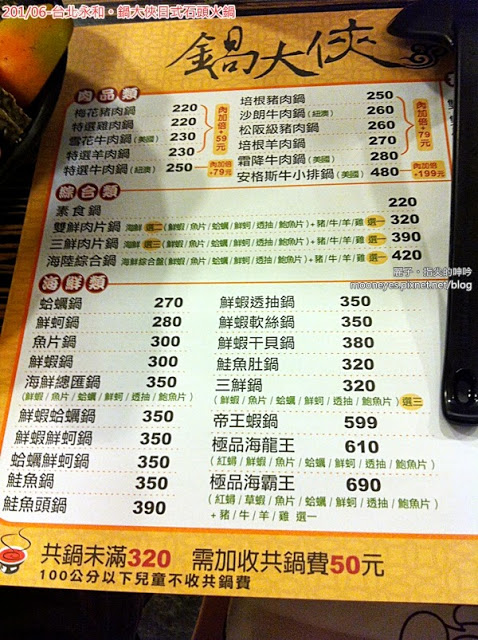 201/06-台北永和。鍋大俠日式石頭火鍋
鍋大俠
肉品類
梅花豬肉鍋 220
特選雞肉鍋 220
雪花牛肉鍋(美國) 230
特選羊肉鍋 230
肉加倍+59元
特選牛肉鍋(紐澳) 250 肉加倍+79元
培根豬肉鍋 250
沙朗牛肉鍋(紐澳) 260
松阪級豬肉鍋 260
培根羊肉鍋 260
霜降牛肉鍋(美國) 280
肉加倍+79元
安格斯牛小排鍋(美國) 480 肉加倍+199元
綜合類
素食鍋 220
雙鮮肉片鍋 海鮮 選二(鮮蝦/魚片/蛤蠣/鮮蚵/透抽/鮑魚片)+豬/牛/羊/雞 選一 320
三鮮肉片鍋 海鮮 選三(鮮蝦/魚片/蛤蠣/鮮蚵/透抽/鮑魚片)+豬/牛/羊/雞 選一 390
海陸綜合鍋 海鮮綜合盤(鮮蝦/魚片/蛤蠣/鮮蚵/透抽/鮑魚片)+豬/牛/羊/雞 選一 420
靨子。指尖的呻吟
mooneyes.pixnet.net/blog
海鮮類
蛤蠣鍋 270
鮮蚵鍋 280
魚片鍋 300
鮮蝦鍋 300
海鮮總匯鍋 350
(鮮蝦/魚片/蛤蠣/鮮蚵/透抽/鮑魚片)
鮮蝦蛤蠣鍋 350
鮮蝦鮮蚵鍋 350
蛤蠣鮮蚵鍋 350
鮭魚鍋 350
鮭魚頭鍋 390
鮮蝦透抽鍋 350
鮮蝦軟絲鍋 350
鮮蝦干貝鍋 380
鮭魚肚鍋 320
三鮮鍋 320
(鮮蝦/魚片/蛤蠣/鮮蚵/透抽/鮑魚片)選三
帝王蝦鍋 599
極品海龍王 610
(紅蟳/鮮蝦/魚片/蛤蠣/鮮蚵/透抽/鮑魚片)
極品海霸王 690
(紅蟳/草蝦/魚片/蛤蠣/鮮蚵/透抽/鮑魚片)
+豬/牛/羊/雞 選一
共鍋未滿320 需加收共鍋費50元
100公分以下兒童不收共鍋費